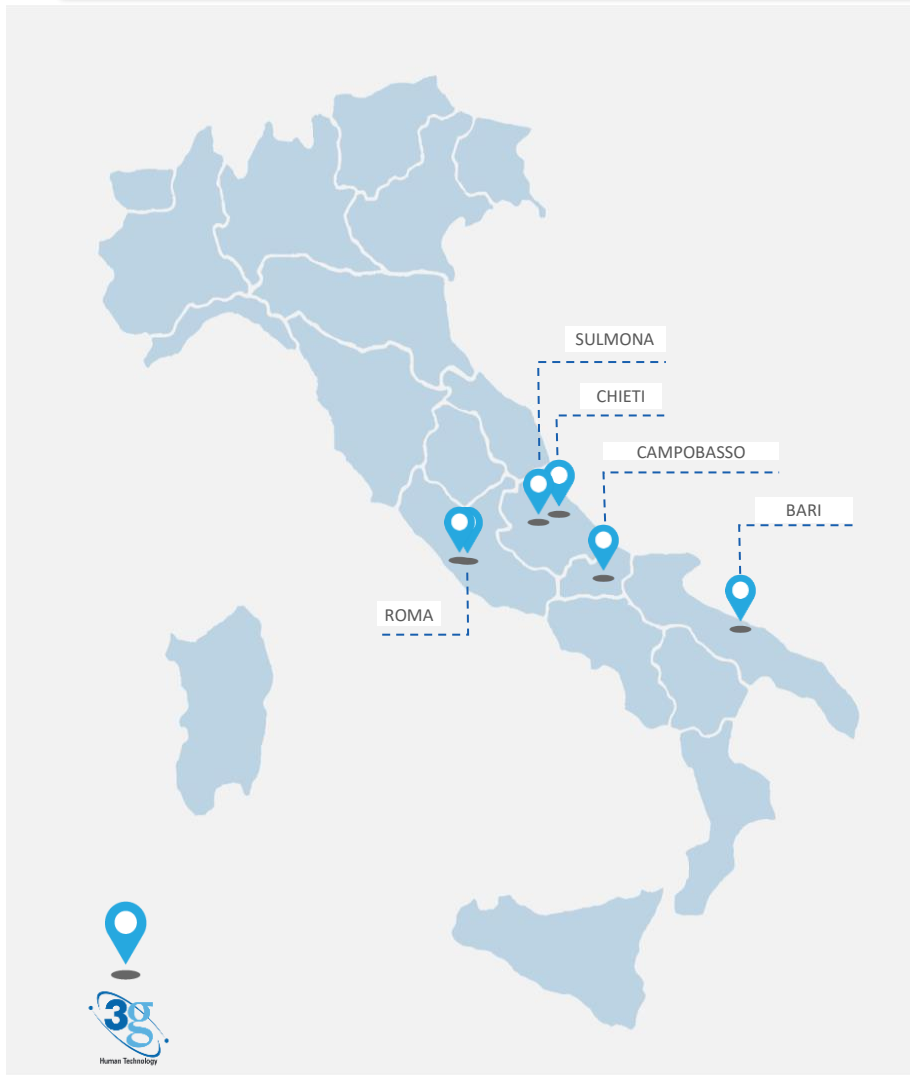 SULMONA
CHIETI
CAMPOBASSO
BARI
ROMA
3g
Human Technology